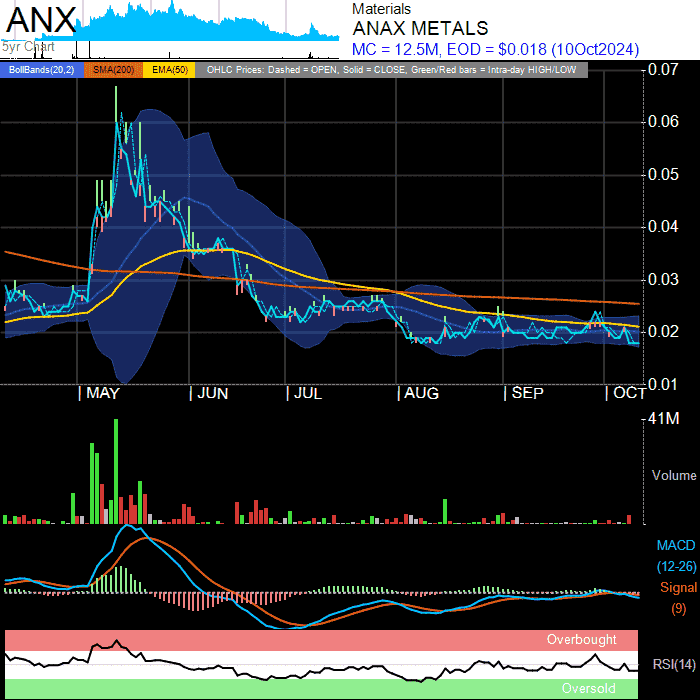 ANX
5yr Chart
Materials
ANAX METALS
MC = 12.5M, EOD = $0.018 (10Oct2024)
BollBands(20,2) SMA(200) EMA(50) OHLC Prices: Dashed = OPEN, Solid = CLOSE, Green/Red bars = Intra-day HIGH/LOW
0.07
0.06
0.05
0.04
0.03
0.02
0.01
| MAY | JUN | JUL | AUG | SEP | OCT
41M
Volume
MACD
(12-26)
Signal
(9)
Overbought
RSI(14)
Oversold